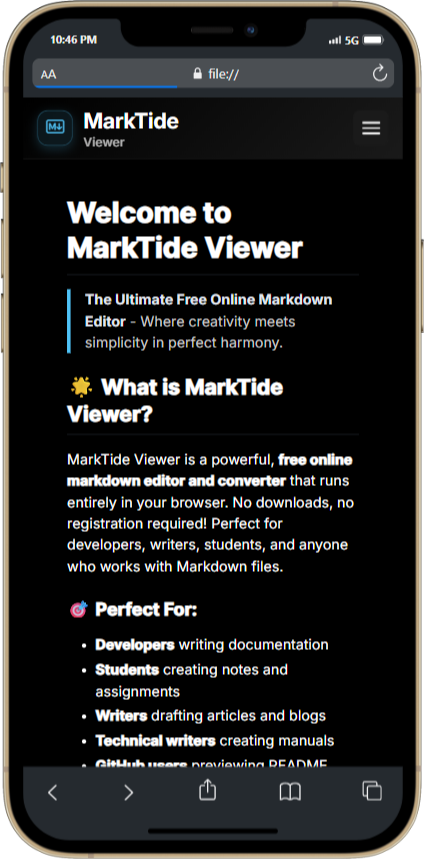 10:46 PM
5G
AA
file://
M↓
MarkTide
Viewer
Welcome to
MarkTide Viewer
The Ultimate Free Online Markdown
Editor - Where creativity meets
simplicity in perfect harmony.
🌟 What is MarkTide
Viewer?
MarkTide Viewer is a powerful, free online
markdown editor and converter that runs
entirely in your browser. No downloads, no
registration required! Perfect for
developers, writers, students, and anyone
who works with Markdown files.
🎯 Perfect For:
• Developers writing documentation
• Students creating notes and
assignments
• Writers drafting articles and blogs
• Technical writers creating manuals
• GitHub users previewing README